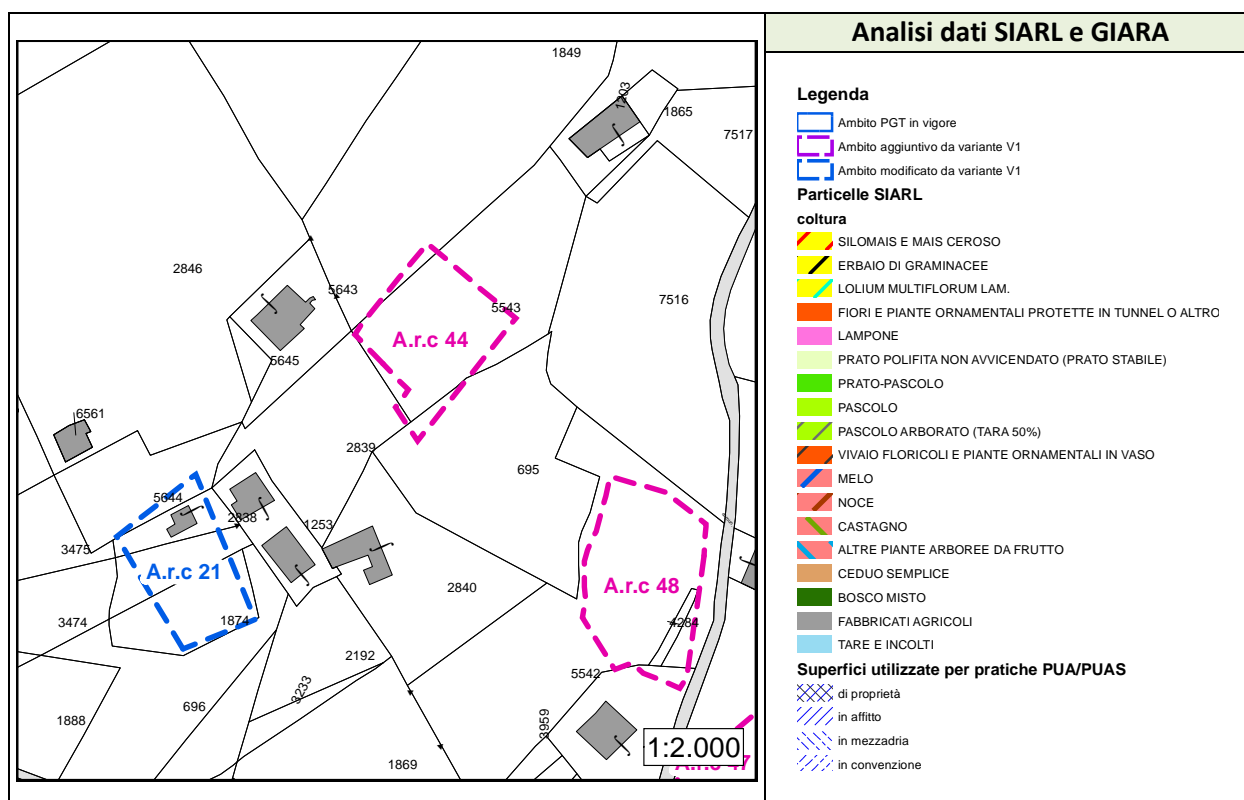 Analisi dati SIARL e GIARA
1849
1203
1865
7517
2846
5643
5543
7516
A.r.c 44
5645
6561
2839
695
5644
2838
1253
3475
A.r.c 21
A.r.c 48
2840
3474
1874
4284
2192
5542
3233
696
1888
3959
1869
1:2.000
A.r.c 47
Legenda
Ambito PGT in vigore
Ambito aggiuntivo da variante V1
Ambito modificato da variante V1
Particelle SIARL
coltura
SILOMAIS E MAIS CEROSO
ERBAIO DI GRAMINACEE
LOLIUM MULTIFLORUM LAM.
FIORI E PIANTE ORNAMENTALI PROTETTE IN TUNNEL O ALTRO
LAMPONE
PRATO POLIFITA NON AVVICENDATO (PRATO STABILE)
PRATO-PASCOLO
PASCOLO
PASCOLO ARBORATO (TARA 50%)
VIVAIO FLORICOLI E PIANTE ORNAMENTALI IN VASO
MELO
NOCE
CASTAGNO
ALTRE PIANTE ARBOREE DA FRUTTO
CEDUO SEMPLICE
BOSCO MISTO
FABBRICATI AGRICOLI
TARE E INCOLTI
Superfici utilizzate per pratiche PUA/PUAS
di proprietà
in affitto
in mezzadria
in convenzione